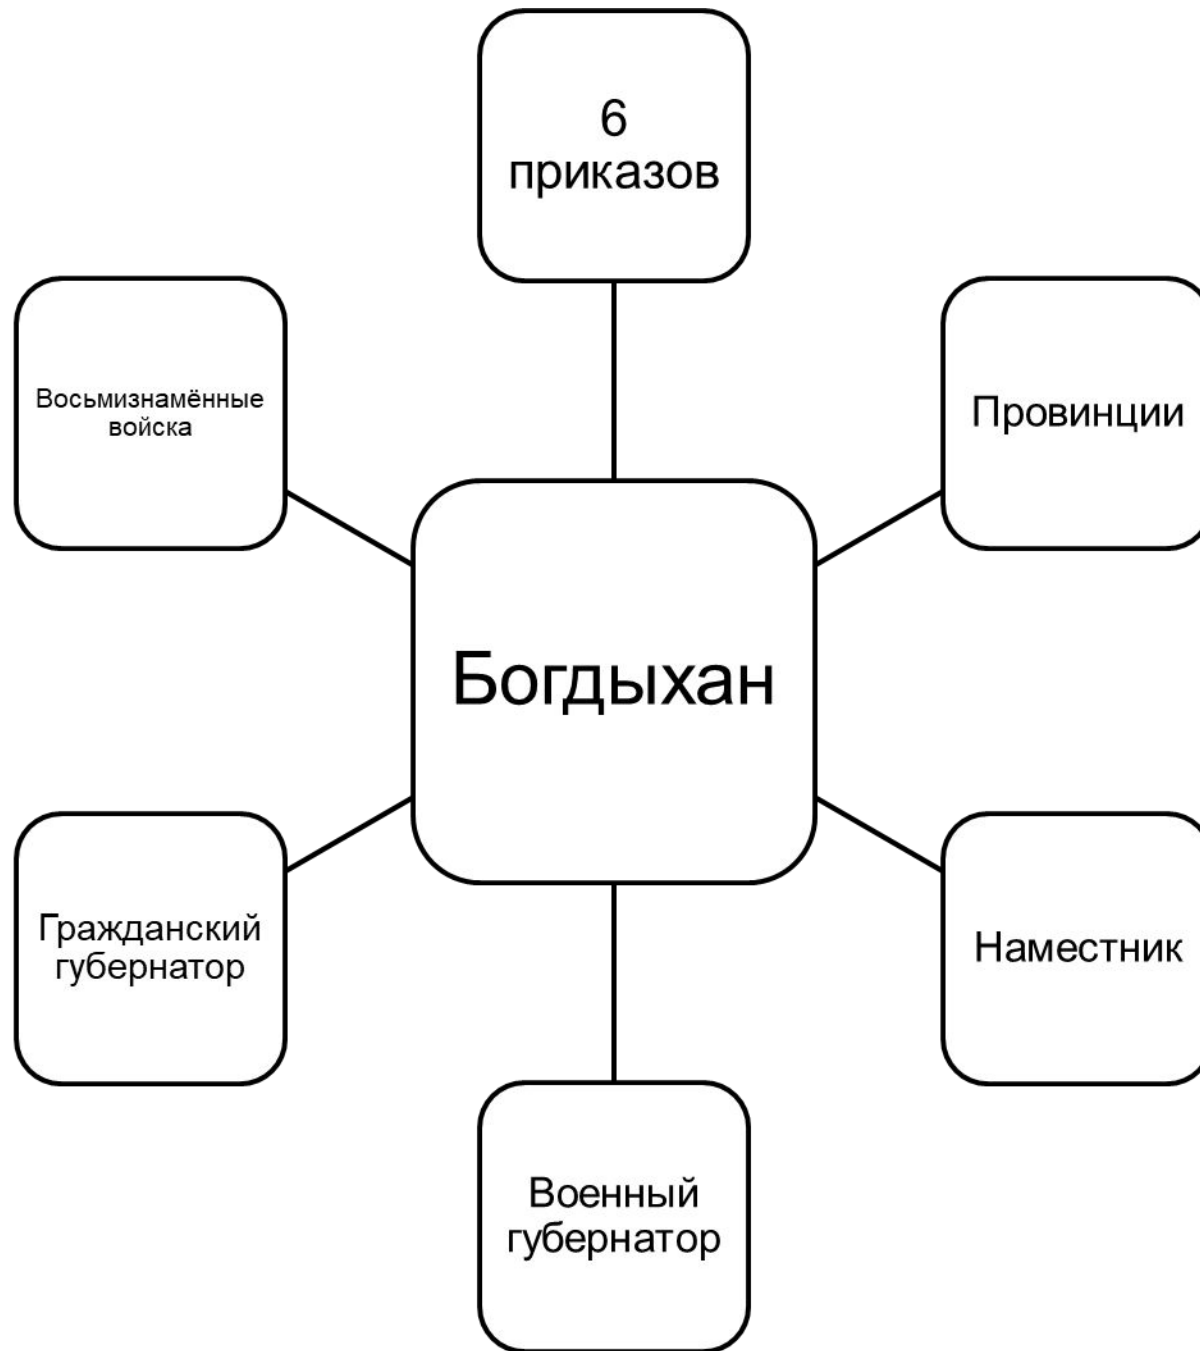 6
приказов
Восьмизнамённые
войска
Провинции
Богдыхан
Гражданский
губернатор
Наместник
Военный
губернатор